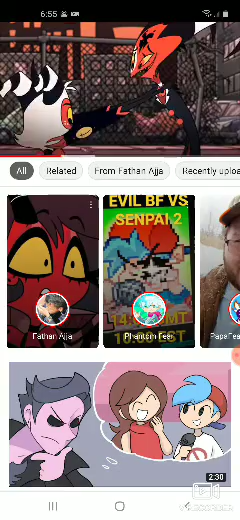 6:55
All
Related
From Fathan Ajja
Recently uploa
EVIL BF VS
SENPAI 2
Fathan Ajja
Phantom Fear
PapaFea
2:30